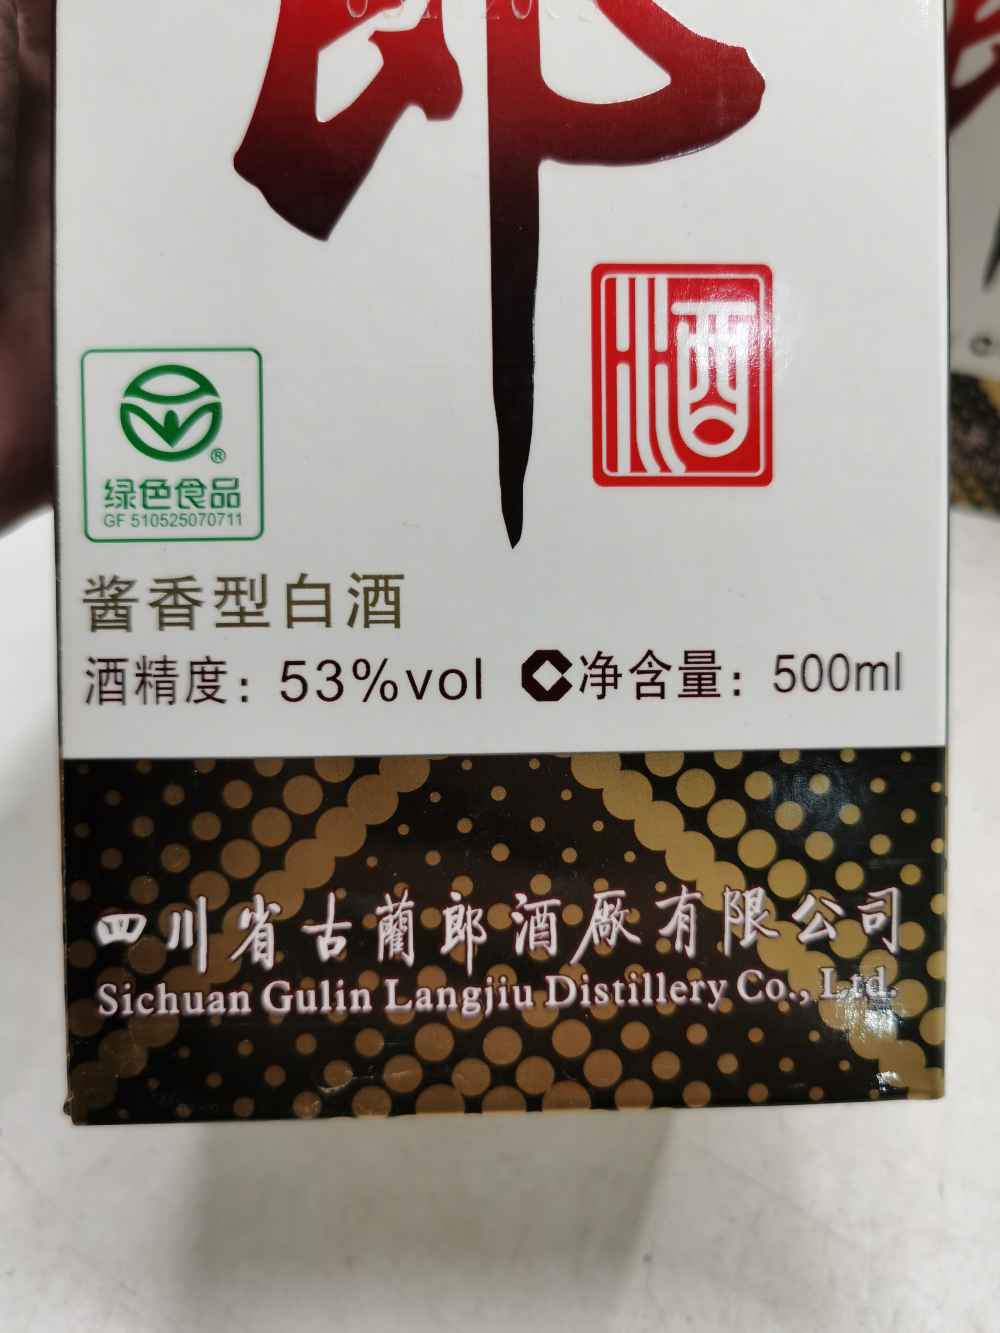 郎
酒
®
绿色食品
GF 510525070711
酱香型白酒
酒精度: 53%vol 净含量: 500ml
四川省古蔺郎酒厰有限公司
Sichuan Gulin Langjiu Distillery Co., Ltd.